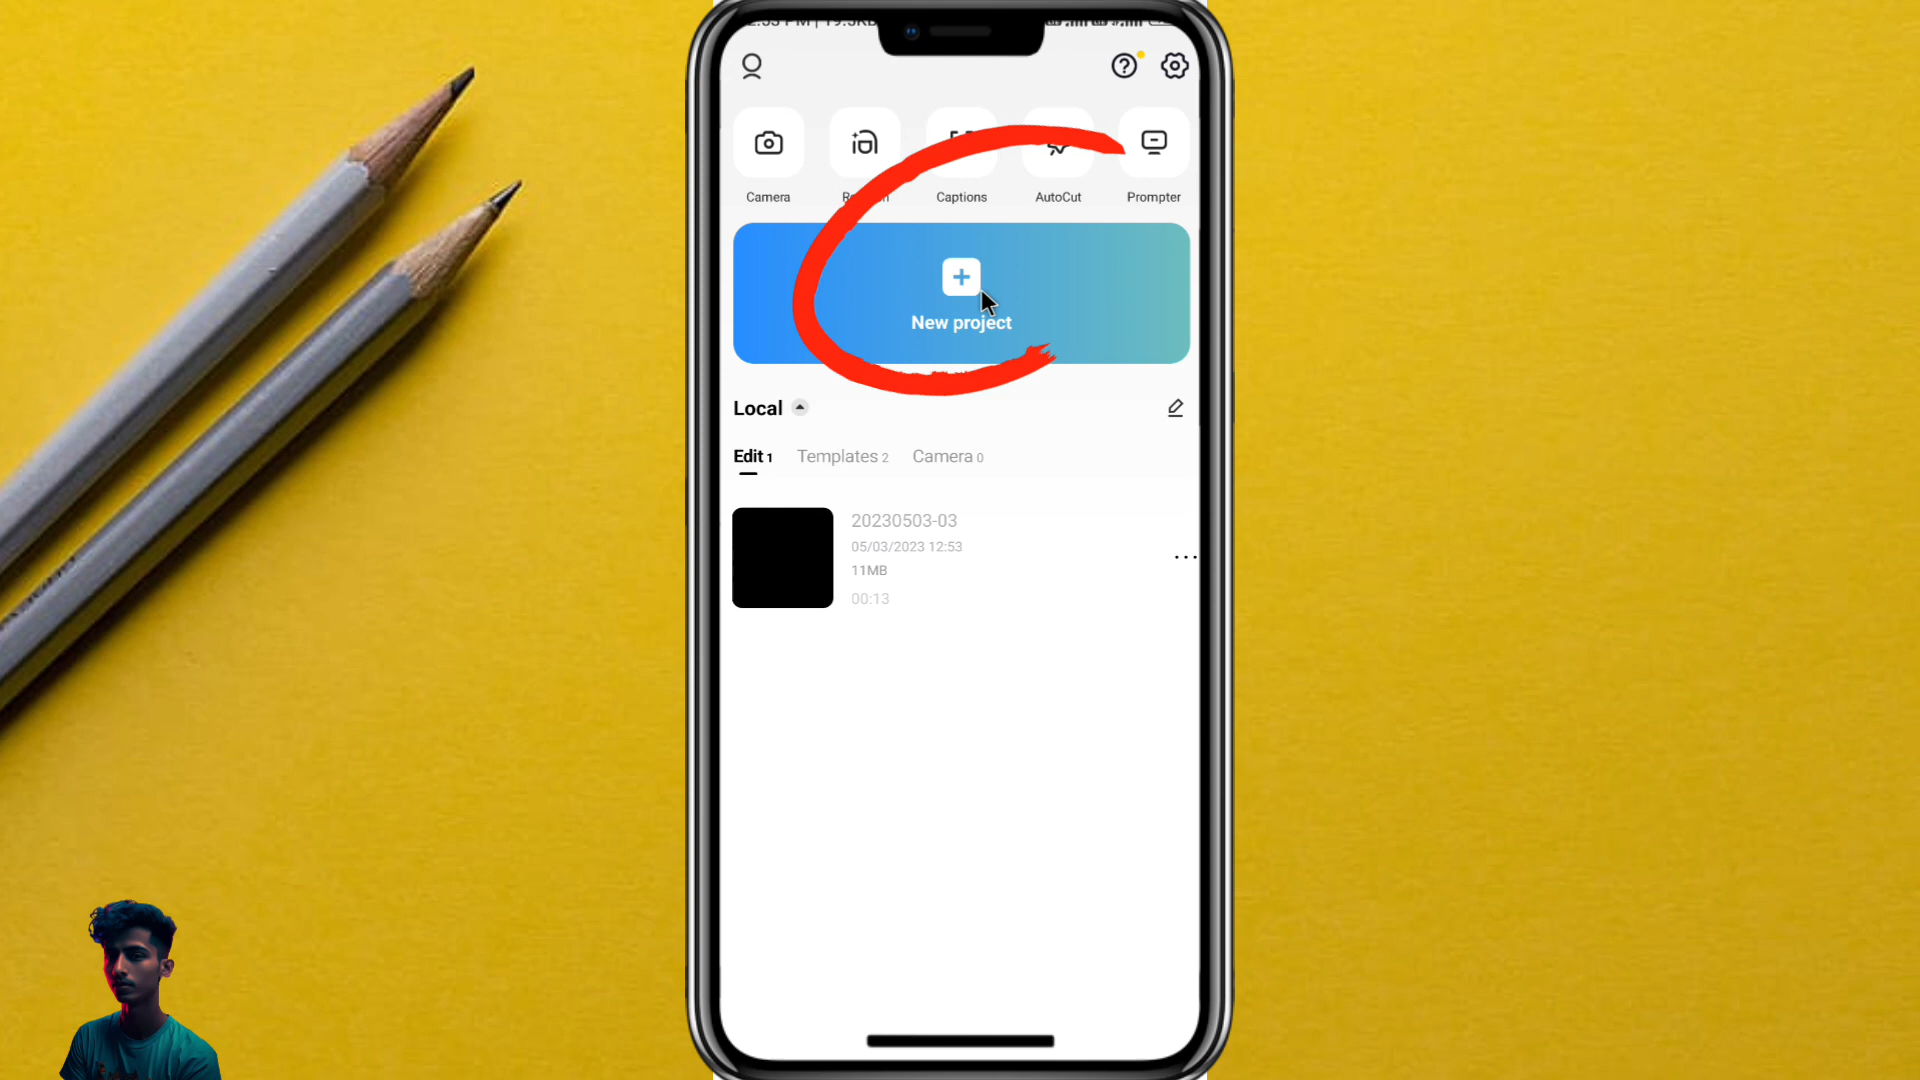 Camera
Captions
AutoCut
Prompter
New project
Local
Edit 1
Templates 2
Camera 0
20230503-03
05/03/2023 12:53
11MB
00:13